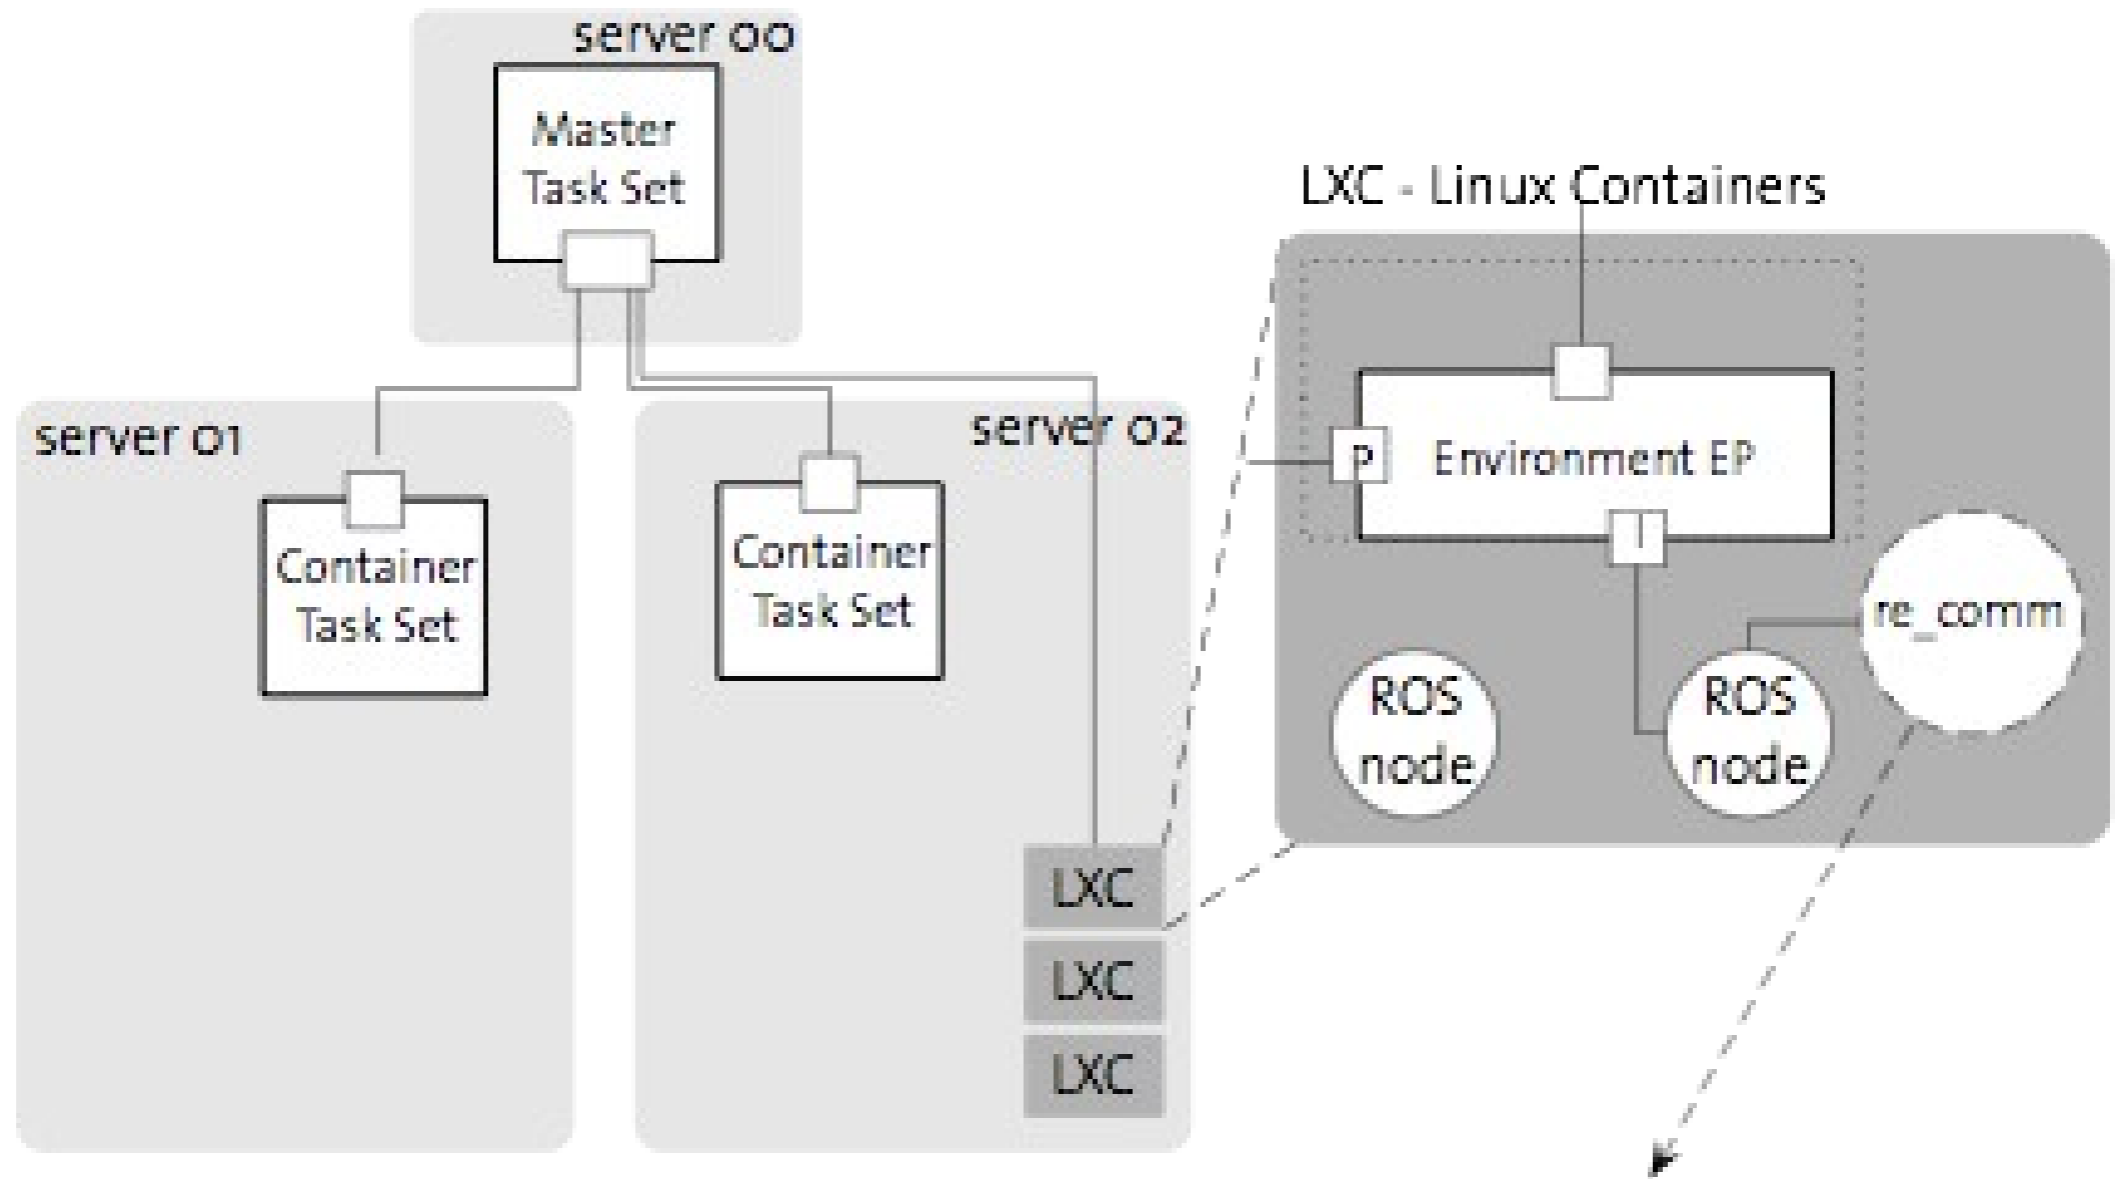 server 00
Master
Task Set
LXC - Linux Containers
server 01
server 02
Container
Task Set
Container
Task Set
P
Environment EP
I
re_comm
ROS
node
ROS
node
LXC
LXC
LXC